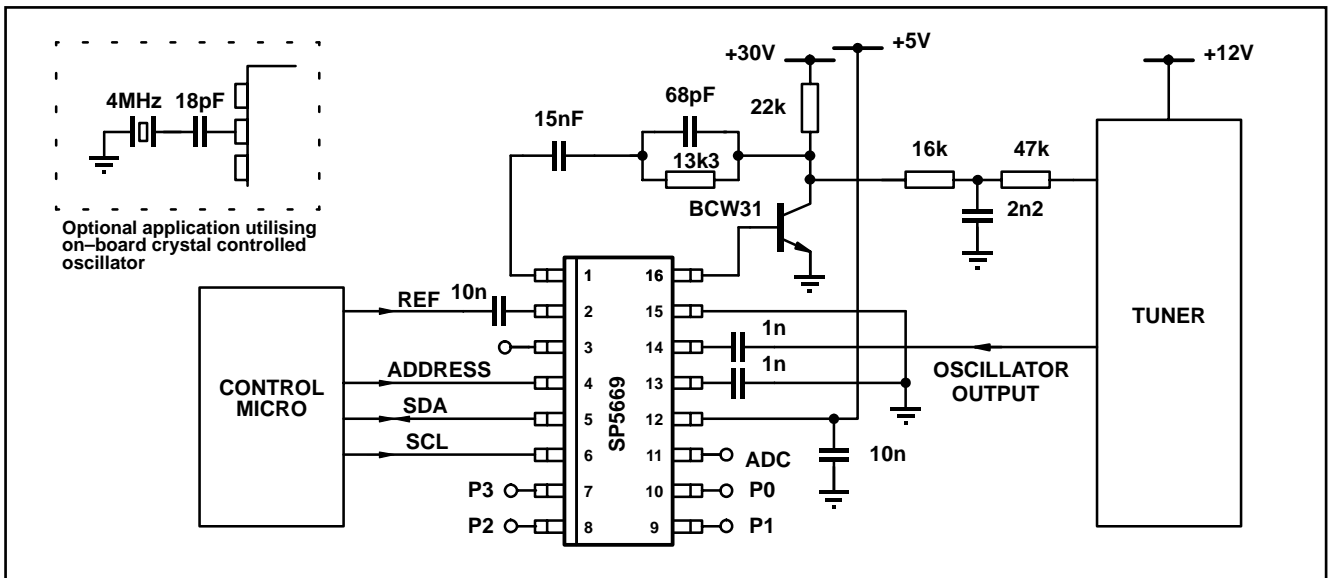 +30V
+5V
+12V
4MHz 18pF
68pF
22k
15nF
13k3
16k 47k
BCW31
2n2
Optional application utilising
on–board crystal controlled
oscillator
CONTROL
MICRO
REF
10n
ADDRESS
SDA
SCL
P3
P2
SP5669
1
2
3
4
5
6
7
8
16
15
14
13
12
11
10
9
1n
1n
OSCILLATOR
OUTPUT
10n
ADC
P0
P1
TUNER